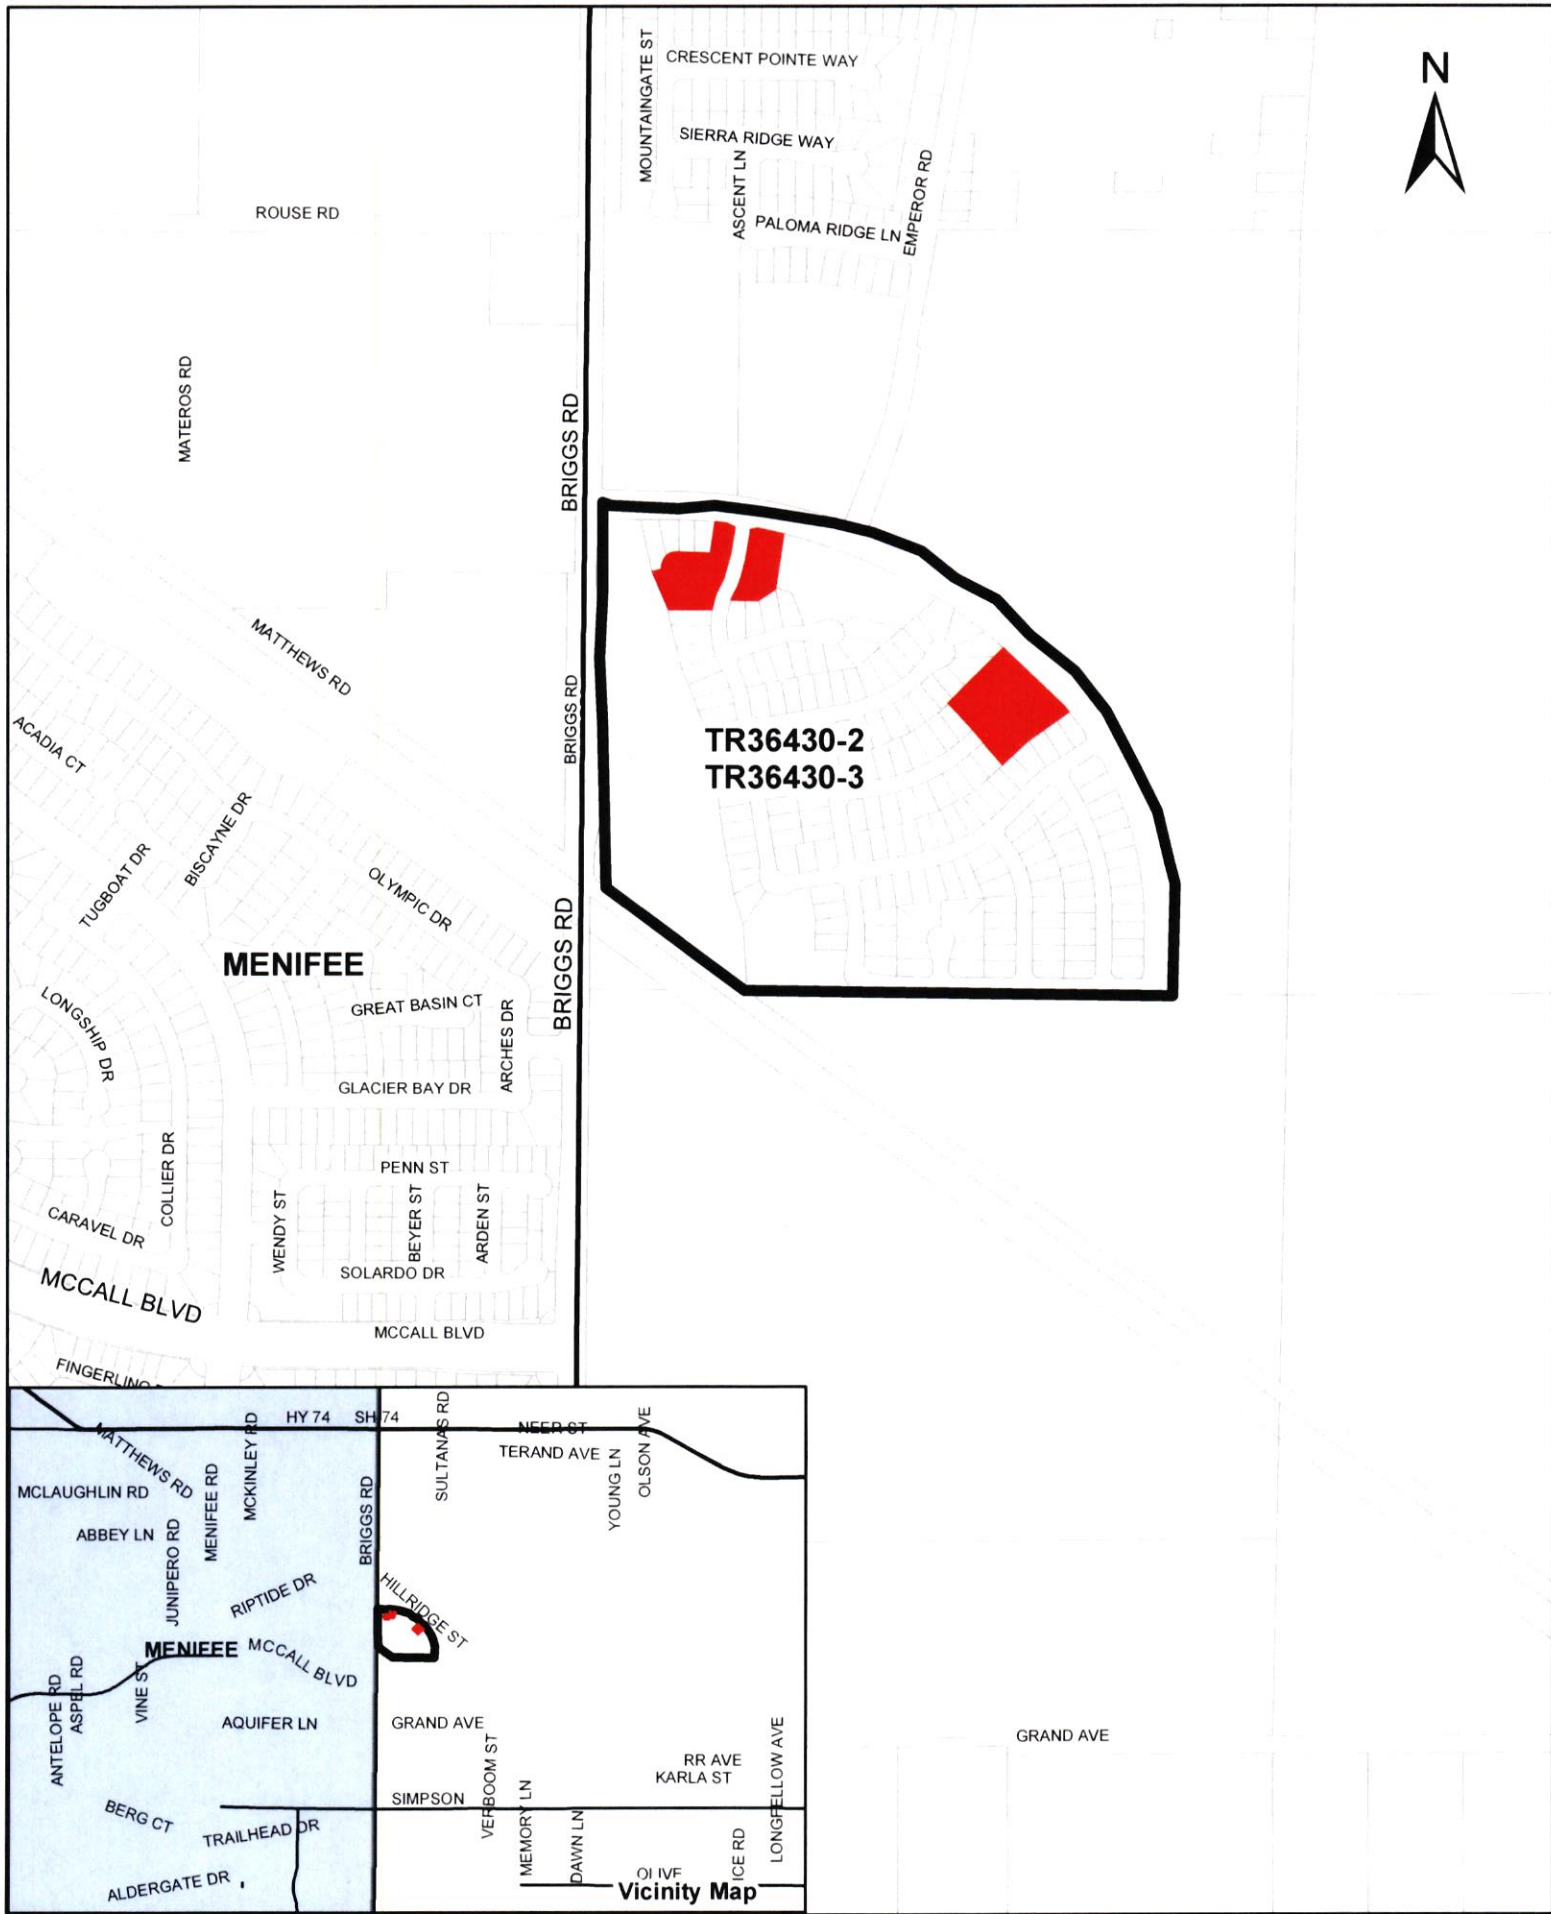 N
MOUNTAINGATE ST
CRESCENT POINTE WAY
SIERRA RIDGE WAY
ASCENT LN
PALOMA RIDGE LN
EMPEROR RD
ROUSE RD
MATEROS RD
BRIGGS RD
MATTHEWS RD
BRIGGS RD
ACADIA CT
TR36430-2
TR36430-3
BISCAYNE DR
TUGBOAT DR
OLYMPIC DR
BRIGGS RD
MENIFEE
LONGSHIP DR
GREAT BASIN CT
ARCHES DR
GLACIER BAY DR
COLLIER DR
PENN ST
WENDY ST
BEYER ST
ARDEN ST
CARAVEL DR
SOLARDO DR
MCCALL BLVD
MCCALL BLVD
FINGERLING
HY 74
SH 74
SULTANAS RD
NEER ST
TERAND AVE
YOUNG LN
OLSON AVE
MATTHEWS RD
MCKINLEY RD
MCLAUGHLIN RD
MENIFEE RD
ABBEY LN
JUNIPERO RD
BRIGGS RD
RIPTIDE DR
HILLRIDGE ST
MENIFEE
MCCALL BLVD
ANTELOPE RD
ASPEL RD
VINE ST
AQUIFER LN
GRAND AVE
VERBOOM ST
RR AVE
KARLA ST
LONGFELLOW AVE
GRAND AVE
SIMPSON
MEMORY LN
DAWN LN
ICE RD
BERG CT
TRAILHEAD DR
OLIVE
ALDERGATE DR
Vicinity Map